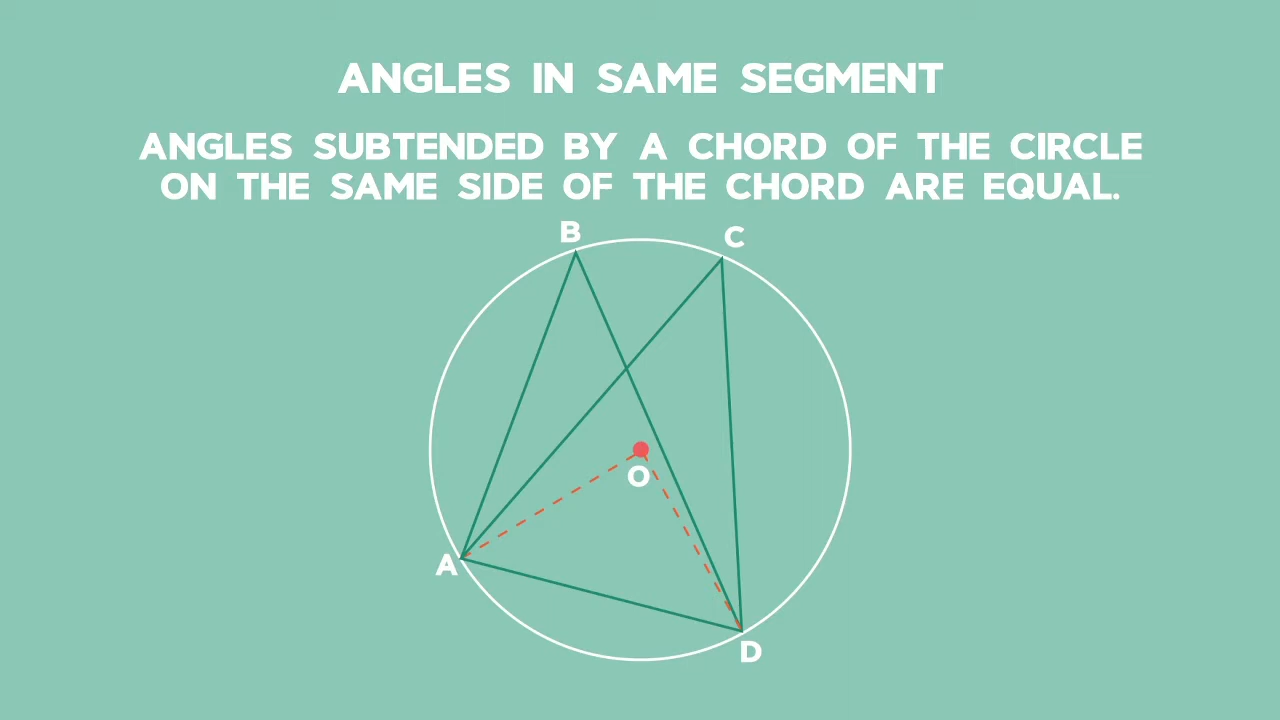 ANGLES IN SAME SEGMENT
ANGLES SUBTENDED BY A CHORD OF THE CIRCLE
ON THE SAME SIDE OF THE CHORD ARE EQUAL.
B
C
O
A
D